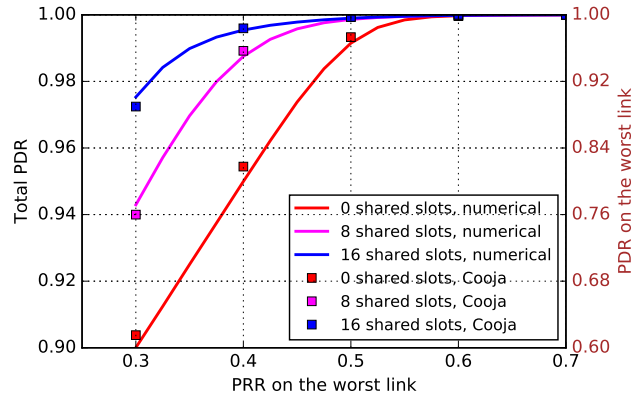 1.00
0.98
0.96
0.94
0.92
0.90
Total PDR
0.3
0.4
0.5
0.6
0.7
PRR on the worst link
1.00
0.92
0.84
0.76
0.68
0.60
PDR on the worst link
0 shared slots, numerical
8 shared slots, numerical
16 shared slots, numerical
0 shared slots, Cooja
8 shared slots, Cooja
16 shared slots, Cooja